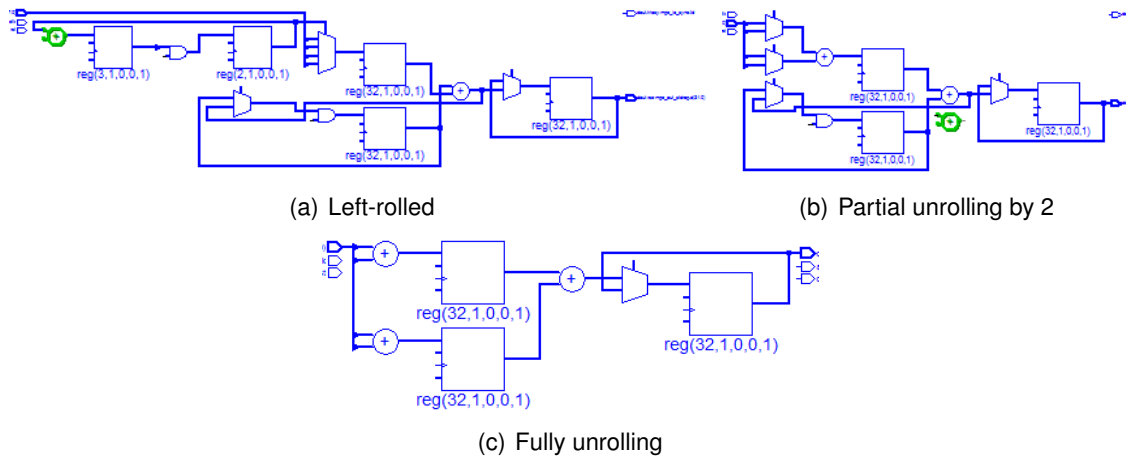 reg(3,1,0,0,1)
reg(2,1,0,0,1)
reg(32,1,0,0,1)
reg(32,1,0,0,1)
reg(32,1,0,0,1)
(a) Left-rolled
reg(32,1,0,0,1)
reg(32,1,0,0,1)
reg(32,1,0,0,1)
(b) Partial unrolling by 2
reg(32,1,0,0,1)
reg(32,1,0,0,1)
reg(32,1,0,0,1)
(c) Fully unrolling